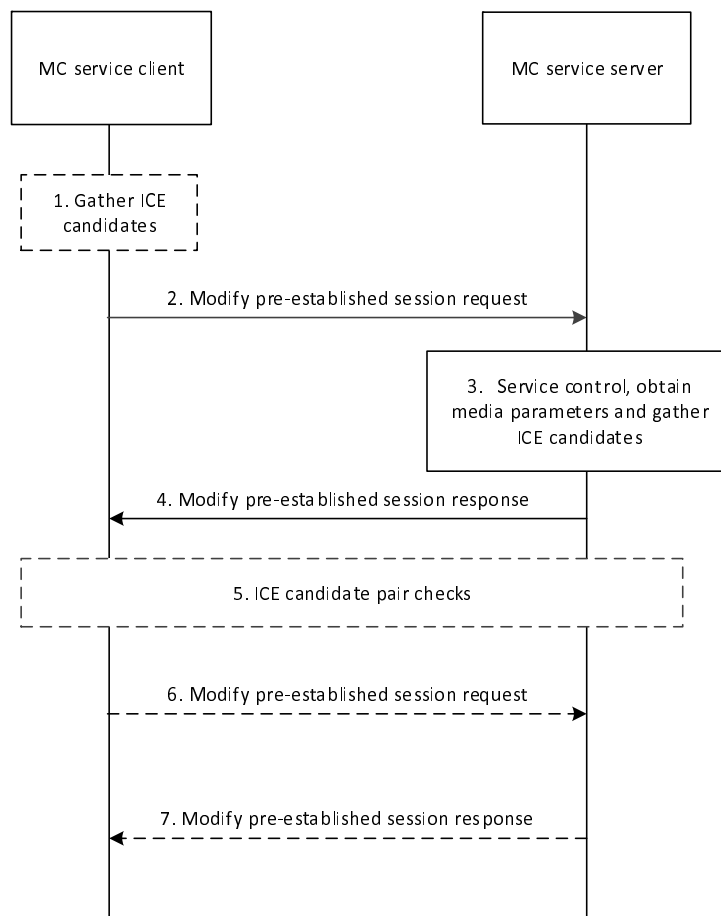 MC service client
MC service server
1. Gather ICE
candidates
2. Modify pre-established session request
3. Service control, obtain
media parameters and gather
ICE candidates
4. Modify pre-established session response
5. ICE candidate pair checks
6. Modify pre-established session request
7. Modify pre-established session response